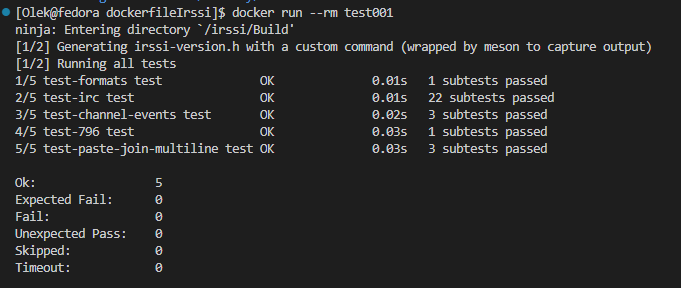 [Olek@fedora dockerfileIrssi]$ docker run --rm test001
ninja: Entering directory `/irssi/Build'
[1/2] Generating irssi-version.h with a custom command (wrapped by meson to capture output)
[1/2] Running all tests
1/5 test-formats test OK 0.01s 1 subtests passed
2/5 test-irc test OK 0.01s 22 subtests passed
3/5 test-channel-events test OK 0.02s 3 subtests passed
4/5 test-796 test OK 0.03s 1 subtests passed
5/5 test-paste-join-multiline test OK 0.03s 3 subtests passed
Ok: 5
Expected Fail: 0
Fail: 0
Unexpected Pass: 0
Skipped: 0
Timeout: 0